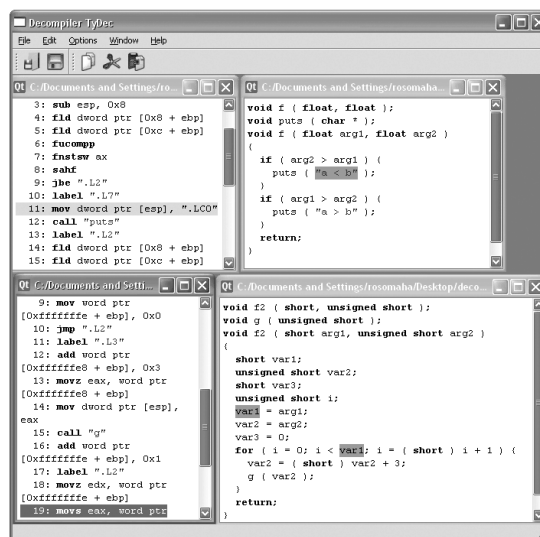 Decompiler TyDec
File Edit Options Window Help
Qt C:/Documents and Settings/ro...
3: sub esp, 0x8
4: fld dword ptr [0x8 + ebp]
5: fld dword ptr [0xc + ebp]
6: fucompp
7: fnstsw ax
8: sahf
9: jbe ".L2"
10: label ".L7"
11: mov dword ptr [esp], ".LC0"
12: call "puts"
13: label ".L2"
14: fld dword ptr [0x8 + ebp]
15: fld dword ptr [0xc + ebp]
Qt C:/Documents and Settings/rosomaha...
void f ( float, float );
void puts ( char * );
void f ( float arg1, float arg2 )
{
if ( arg2 > arg1 ) {
puts ( "a < b" );
}
if ( arg1 > arg2 ) {
puts ( "a > b" );
}
return;
}
Qt C:/Documents and Setti...
9: mov word ptr
[0xfffffffe + ebp], 0x0
10: jmp ".L2"
11: label ".L3"
12: add word ptr
[0xffffffe8 + ebp], 0x3
13: movz eax, word ptr
[0xffffffe8 + ebp]
14: mov dword ptr [esp],
eax
15: call "g"
16: add word ptr
[0xfffffffe + ebp], 0x1
17: label ".L2"
18: movz edx, word ptr
[0xfffffffe + ebp]
19: movs eax, word ptr
Qt C:/Documents and Settings/rosomaha/Desktop/deco...
void f2 ( short, unsigned short );
void g ( unsigned short );
void f2 ( short arg1, unsigned short arg2 )
{
short var1;
unsigned short var2;
short var3;
unsigned short i;
var1 = arg1;
var2 = arg2;
var3 = 0;
for ( i = 0; i < var1; i = ( short ) i + 1 ) {
var2 = ( short ) var2 + 3;
g ( var2 );
}
return;
}